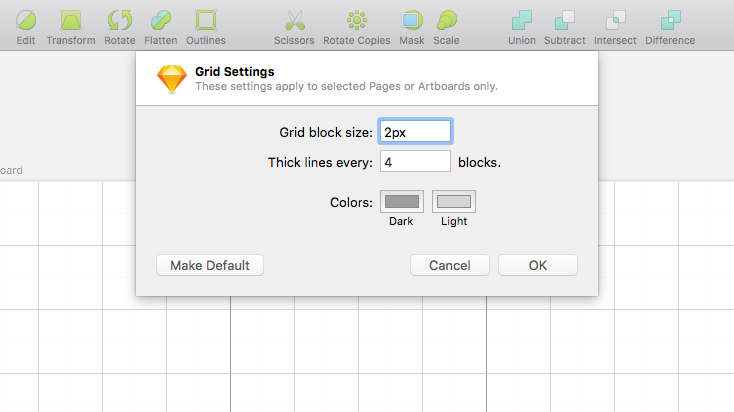 Edit Transform Rotate Flatten Outlines Scissors Rotate Copies Mask Scale Union Subtract Intersect Difference
Grid Settings
These settings apply to selected Pages or Artboards only.
Grid block size: 2px
oard
Thick lines every: 4 blocks.
Colors:
Dark Light
Make Default Cancel OK